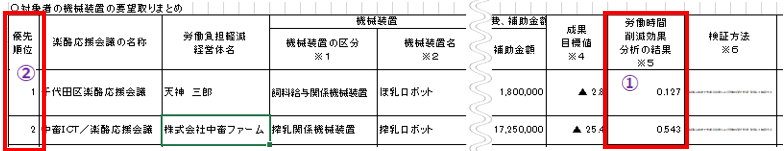 ○対象者の機械装置の要望取りまとめ
優先順位
楽酪応援会議の名称
労働負担軽減
経営体名
機械装置
機械装置の区分
※1
機械装置名
※2
費、補助金額
補助金額
成果
目標値
※4
労働時間
削減効果
分析の結果
※5
検証方法
※6
②
①
1 千代田区楽酪応援会議 天神 三郎 飼料給与関係機械装置 ほ乳ロボット 1,800,000 ▲ 2.8 0.127
2 中畜ICT／楽酪応援会議 株式会社中畜ファーム 搾乳関係機械装置 搾乳ロボット 17,250,000 ▲ 25.4 0.543